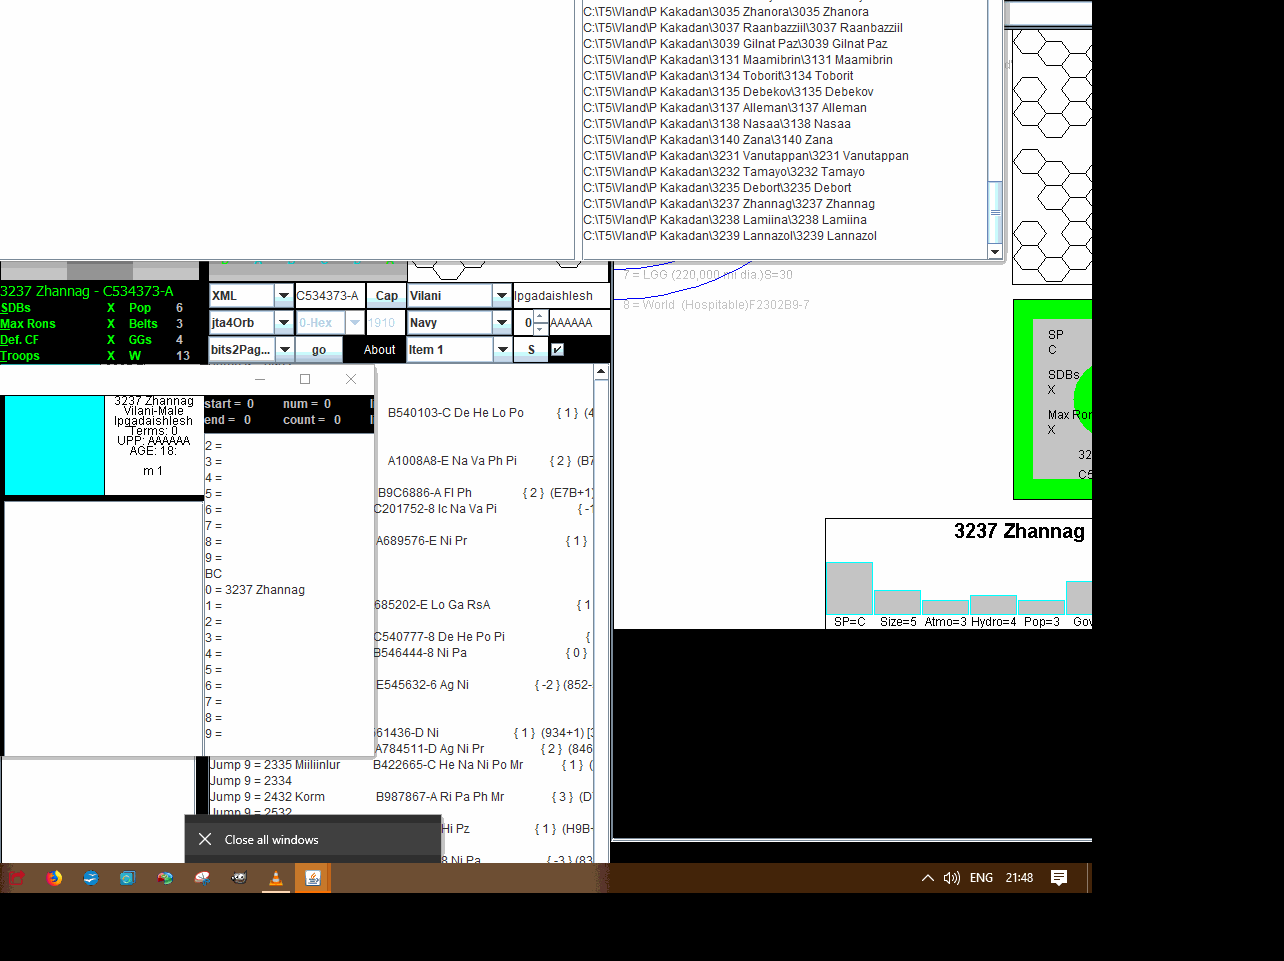 C:\T5\Vland\P Kakadan\3035 Zhanora\3035 Zhanora
C:\T5\Vland\P Kakadan\3037 Raanbazziil\3037 Raanbazziil
C:\T5\Vland\P Kakadan\3039 Gilnat Paz\3039 Gilnat Paz
C:\T5\Vland\P Kakadan\3131 Maamibrin\3131 Maamibrin
C:\T5\Vland\P Kakadan\3134 Toborit\3134 Toborit
C:\T5\Vland\P Kakadan\3135 Debekov\3135 Debekov
C:\T5\Vland\P Kakadan\3137 Alleman\3137 Alleman
C:\T5\Vland\P Kakadan\3138 Nasaa\3138 Nasaa
C:\T5\Vland\P Kakadan\3140 Zana\3140 Zana
C:\T5\Vland\P Kakadan\3231 Vanutappan\3231 Vanutappan
C:\T5\Vland\P Kakadan\3232 Tamayo\3232 Tamayo
C:\T5\Vland\P Kakadan\3235 Debort\3235 Debort
C:\T5\Vland\P Kakadan\3237 Zhannag\3237 Zhannag
C:\T5\Vland\P Kakadan\3238 Lamiina\3238 Lamiina
C:\T5\Vland\P Kakadan\3239 Lannazol\3239 Lannazol
7 = LGG (220,000 mi dia.)S=30
8 = World (Hospitable)F2302B9-7
3237 Zhannag - C534373-A
SDBs X Pop 6
Max Rons X Belts 3
Def. CF X GGs 4
Troops X W 13
XML C534373-A Cap Vilani Ipgadaishlesh
jta4Orb 0-Hex 1910 Navy 0 AAAAAA
bits2Pag... go About Item 1 S
3237 Zhannag
Vilani-Male
Ipgadaishlesh
Terms: 0
UPP: AAAAAA
AGE: 18:
m 1
start = 0 num = 0
end = 0 count = 0
2 =
3 =
4 =
5 =
6 =
7 =
8 =
9 =
BC
0 = 3237 Zhannag
1 =
2 =
3 =
4 =
5 =
6 =
7 =
8 =
9 =
B540103-C De He Lo Po { 1 } (4
A1008A8-E Na Va Ph Pi { 2 } (B7
B9C6886-A Fl Ph { 2 } (E7B+1)
C201752-8 Ic Na Va Pi { -1
A689576-E Ni Pr { 1 }
685202-E Lo Ga RsA { 1
C540777-8 De He Po Pi {
B546444-8 Ni Pa { 0 }
E545632-6 Ag Ni { -2 } (852-
61436-D Ni { 1 } (934+1) [3
A784511-D Ag Ni Pr { 2 } (846
Jump 9 = 2335 Miiliinlur B422665-C He Na Ni Po Mr { 1 } (
Jump 9 = 2334
Jump 9 = 2432 Korm B987867-A Ri Pa Ph Mr { 3 } (D
Jump 9 = 2532
Hi Pz { 1 } (H9B+
8 Ni Pa { -3 } (83
Close all windows
SP
C
SDBs
X
Max Ron
X
32
C5
3237 Zhannag
SP=C Size=5 Atmo=3 Hydro=4 Pop=3 Gov
ENG 21:48